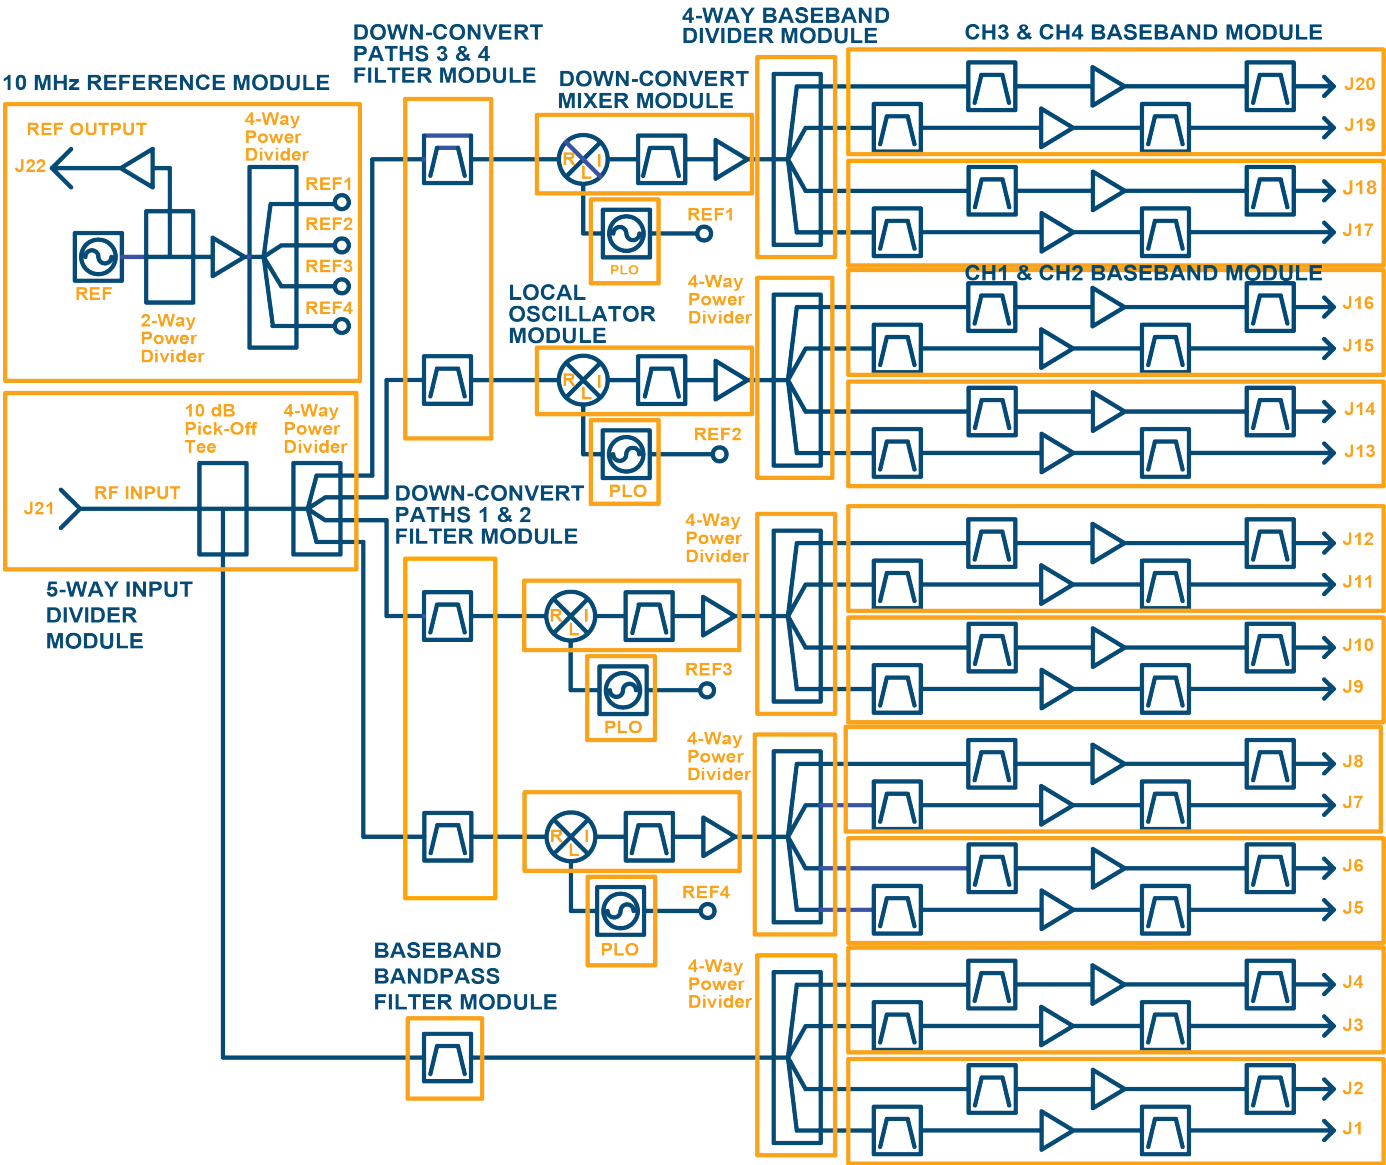 10 MHz REFERENCE MODULE
REF OUTPUT
J22
4-Way
Power
Divider
REF1
REF2
REF3
REF4
REF
2-Way
Power
Divider
10 dB
Pick-Off
Tee
4-Way
Power
Divider
J21
RF INPUT
5-WAY INPUT
DIVIDER
MODULE
DOWN-CONVERT
PATHS 3 & 4
FILTER MODULE
DOWN-CONVERT
MIXER MODULE
R
I
L
PLO
REF1
LOCAL
OSCILLATOR
MODULE
R
I
L
PLO
REF2
DOWN-CONVERT
PATHS 1 & 2
FILTER MODULE
R
I
L
PLO
REF3
R
I
L
PLO
REF4
BASEBAND
BANDPASS
FILTER MODULE
4-WAY BASEBAND
DIVIDER MODULE
4-Way
Power
Divider
4-Way
Power
Divider
4-Way
Power
Divider
4-Way
Power
Divider
CH3 & CH4 BASEBAND MODULE
J20
J19
J18
J17
CH1 & CH2 BASEBAND MODULE
J16
J15
J14
J13
J12
J11
J10
J9
J8
J7
J6
J5
J4
J3
J2
J1